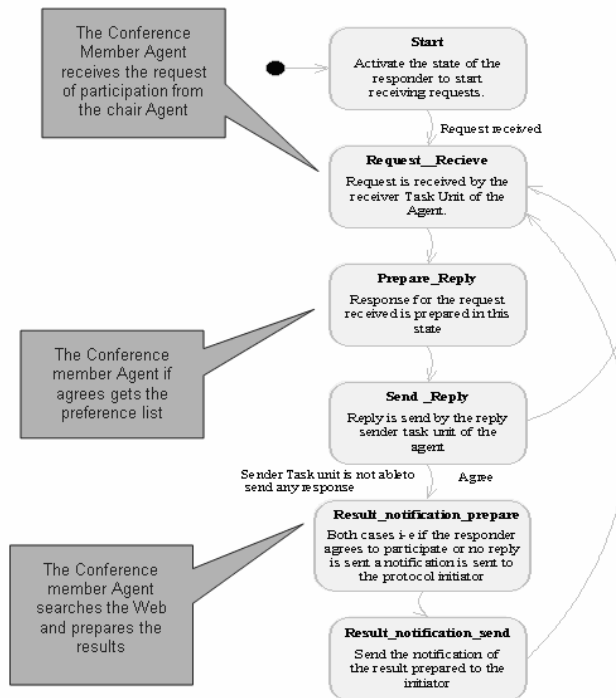 The Conference
Member Agent
receives the request
of participation from
the chair Agent
Start
Activate the state of the
responder to start
receiving requests.
Request received
Request__Recieve
Request is received by the
receiver Task Unit of the
Agent.
Prepare_Reply
Response for the request
received is prepared in this
state
The Conference
member Agent if
agrees gets the
preference list
Send _Reply
Reply is send by the reply
sender task unit of the
agent
Sender Task unit is not able to
send any response
Agree
Result_notification_prepare
Both cases i-e if the responder
agrees to participate or no reply
is sent a notification is sent to
the protocol initiator
The Conference
member Agent
searches the Web
and prepares the
results
Result_notification_send
Send the notification of
the result prepared to the
initiator